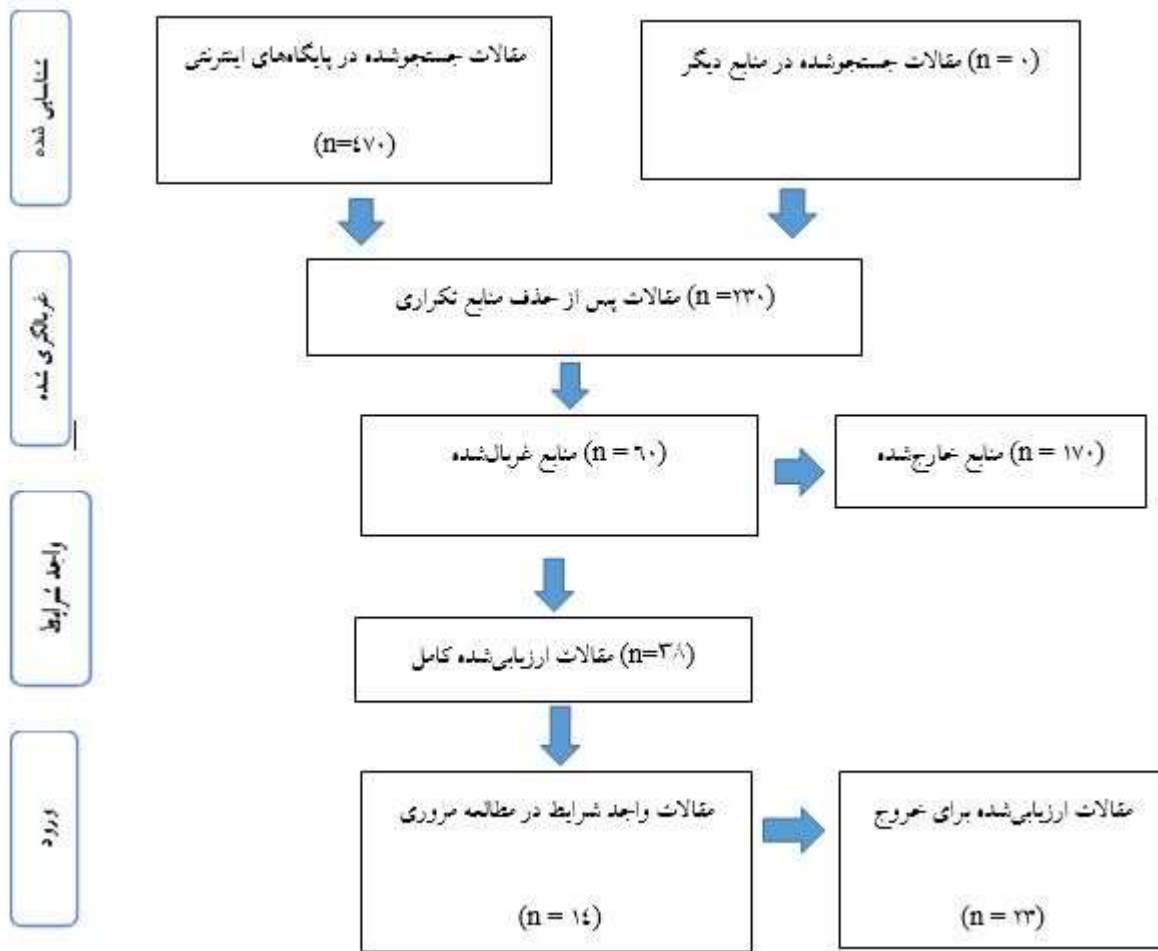 شناسایی شده
مقالات جستجوشده در پایگاه‌های اینترنتی
(n=٤٧٠)
(n = ٠) مقالات جستجوشده در منابع دیگر
غربالگری شده
(n =٢٣٠) مقالات پس از حذف منابع تکراری
(n = ٦٠) منابع غربال‌شده
(n = ١٧٠) منابع خارج‌شده
واجد شرایط
(n=٣٨) مقالات ارزیابی‌شده کامل
ورود
مقالات واجد شرایط در مطالعه مروری
(n = ١٤)
مقالات ارزیابی‌شده برای خروج
(n = ٢٣)